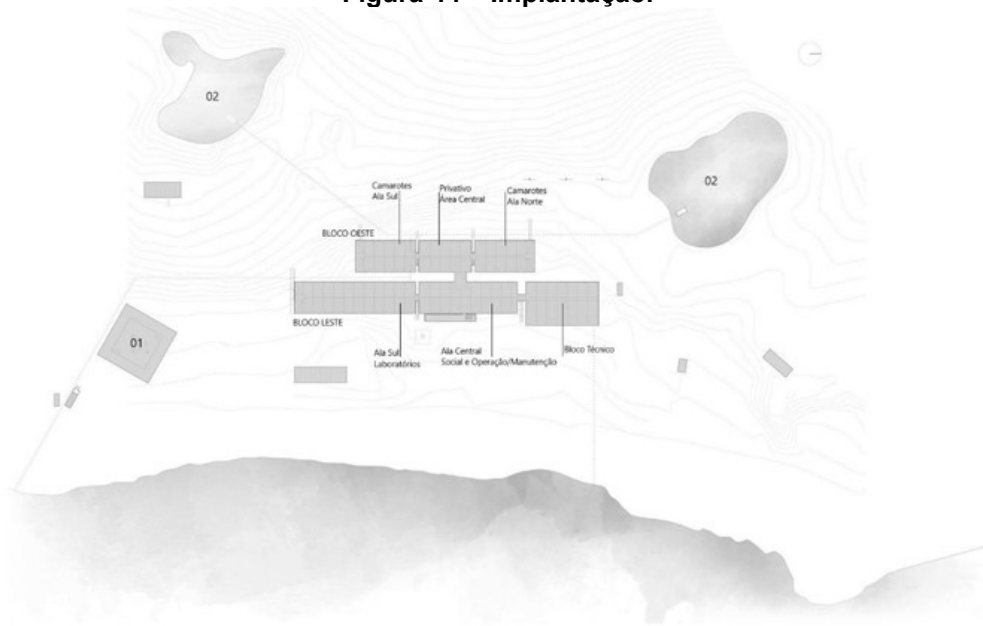 Figura 11 – Implantação.
02
02
Camarotes
Ala Sul
Privativo
Área Central
Camarotes
Ala Norte
BLOCO OESTE
BLOCO LESTE
01
Ala Sul
Laboratórios
Ala Central
Social e Operação/Manutenção
Bloco Técnico